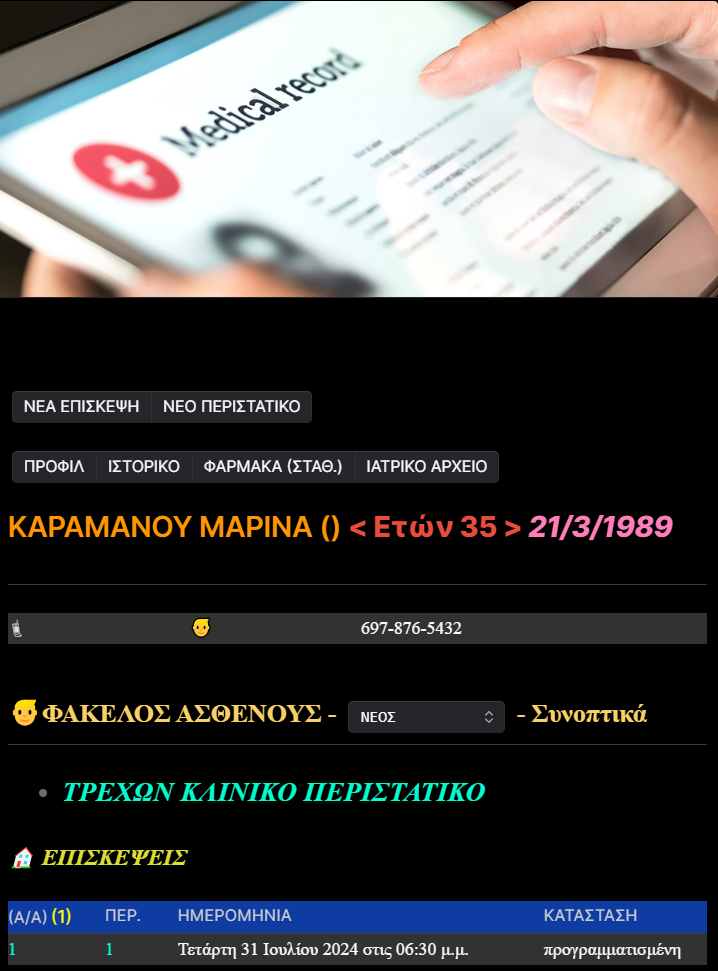 Medical record
ΝΕΑ ΕΠΙΣΚΕΨΗ ΝΕΟ ΠΕΡΙΣΤΑΤΙΚΟ
ΠΡΟΦΙΛ ΙΣΤΟΡΙΚΟ ΦΑΡΜΑΚΑ (ΣΤΑΘ.) ΙΑΤΡΙΚΟ ΑΡΧΕΙΟ
ΚΑΡΑΜΑΝΟΥ ΜΑΡΙΝΑ () < Ετών 35 > 21/3/1989
697-876-5432
ΦΑΚΕΛΟΣ ΑΣΘΕΝΟΥΣ - ΝΕΟΣ - Συνοπτικά
ΤΡΕΧΩΝ ΚΛΙΝΙΚΟ ΠΕΡΙΣΤΑΤΙΚΟ
ΕΠΙΣΚΕΨΕΙΣ
(Α/Α) (1) ΠΕΡ. ΗΜΕΡΟΜΗΝΙΑ ΚΑΤΑΣΤΑΣΗ
1 1 Τετάρτη 31 Ιουλίου 2024 στις 06:30 μ.μ. προγραμματισμένη